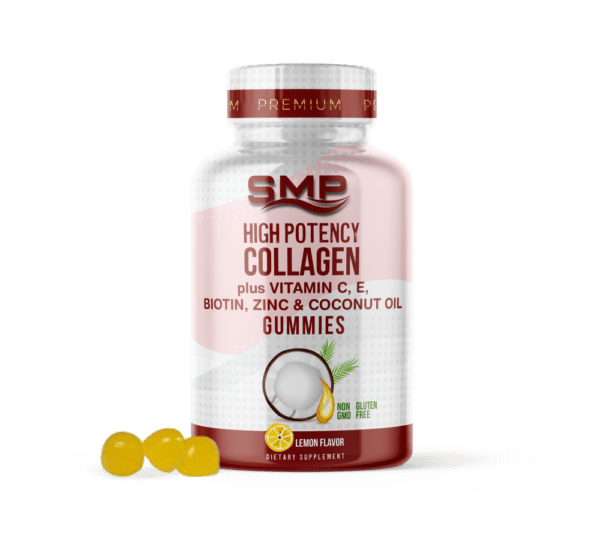 M PREMIUM P
SMP
HIGH POTENCY
COLLAGEN
plus VITAMIN C, E,
BIOTIN, ZINC & COCONUT OIL
GUMMIES
NON GLUTEN
GMO FREE
LEMON FLAVOR
DIETARY SUPPLEMENT